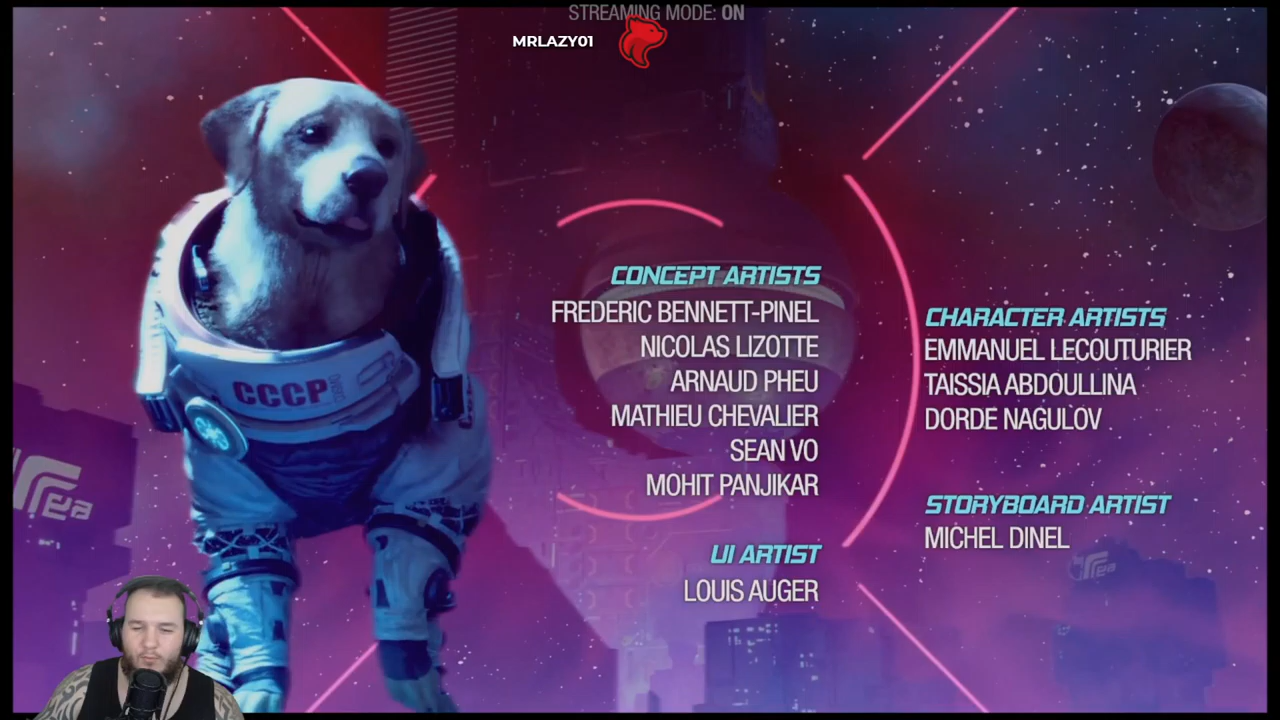 STREAMING MODE: ON
MRLAZY01
CONCEPT ARTISTS
FREDERIC BENNETT-PINEL
NICOLAS LIZOTTE
ARNAUD PHEU
MATHIEU CHEVALIER
SEAN VO
MOHIT PANJIKAR
UI ARTIST
LOUIS AUGER
CHARACTER ARTISTS
EMMANUEL LECOUTURIER
TAISSIA ABDOULLINA
DORDE NAGULOV
STORYBOARD ARTIST
MICHEL DINEL
СССР